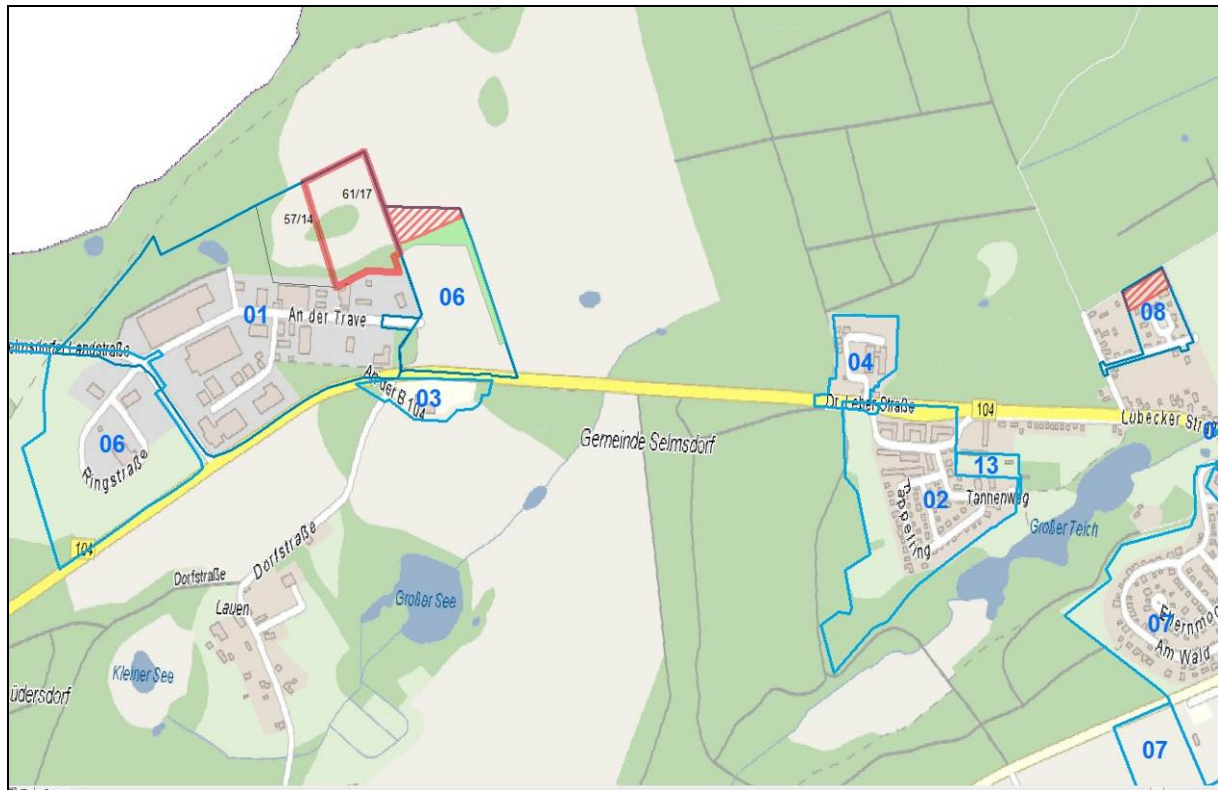 61/17
57/14
06
01
An der Trave
08
04
03
An der B 104
Dr. Leber Straße
104
Lübecker Straß
Gemeinde Selmsdorf
06
Ringstraße
13
02
Tannenweg
Großer Teich
104
Dorfstraße
Dorfstraße
Lauen
Großer See
07
Am Wald
Kleiner See
üdersdorf
07